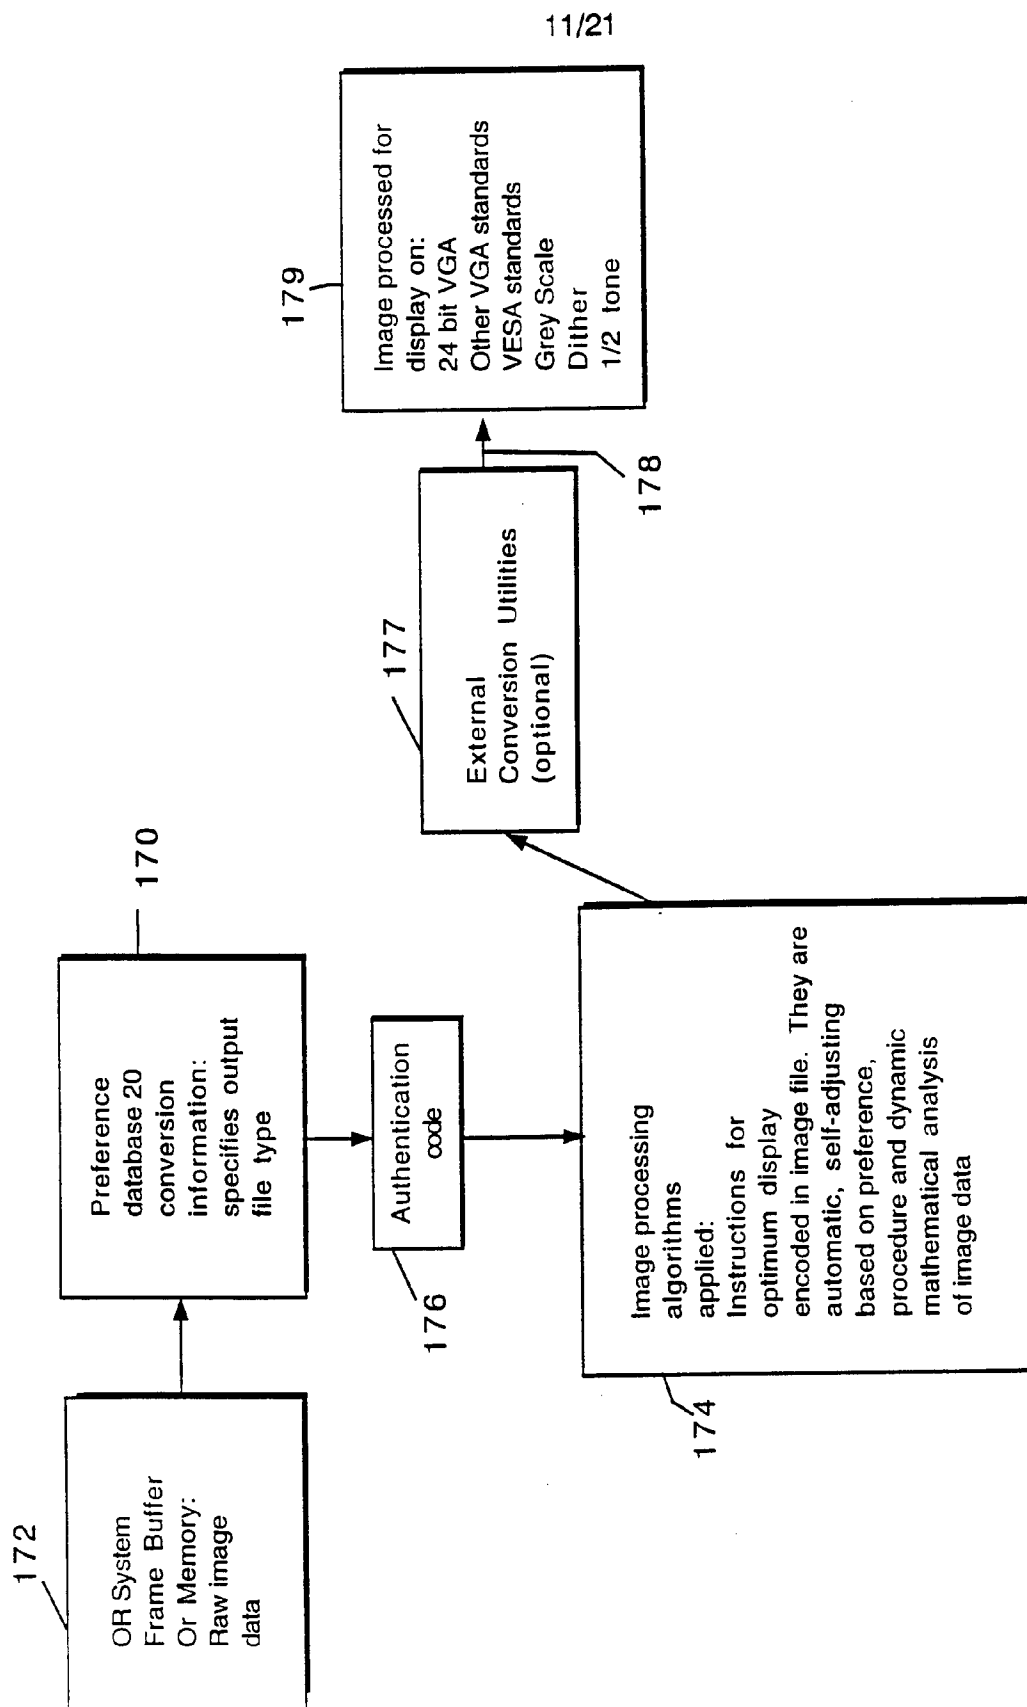 11/21
172
OR System
Frame Buffer
Or Memory:
Raw image
data
170
Preference
database 20
conversion
information:
specifies output
file type
176
Authentication
code
174
Image processing
algorithms
applied:
Instructions for
optimum display
encoded in image file. They are
automatic, self-adjusting
based on preference,
procedure and dynamic
mathematical analysis
of image data
177
External
Conversion Utilities
(optional)
178
179
Image processed for
display on:
24 bit VGA
Other VGA standards
VESA standards
Grey Scale
Dither
1/2 tone